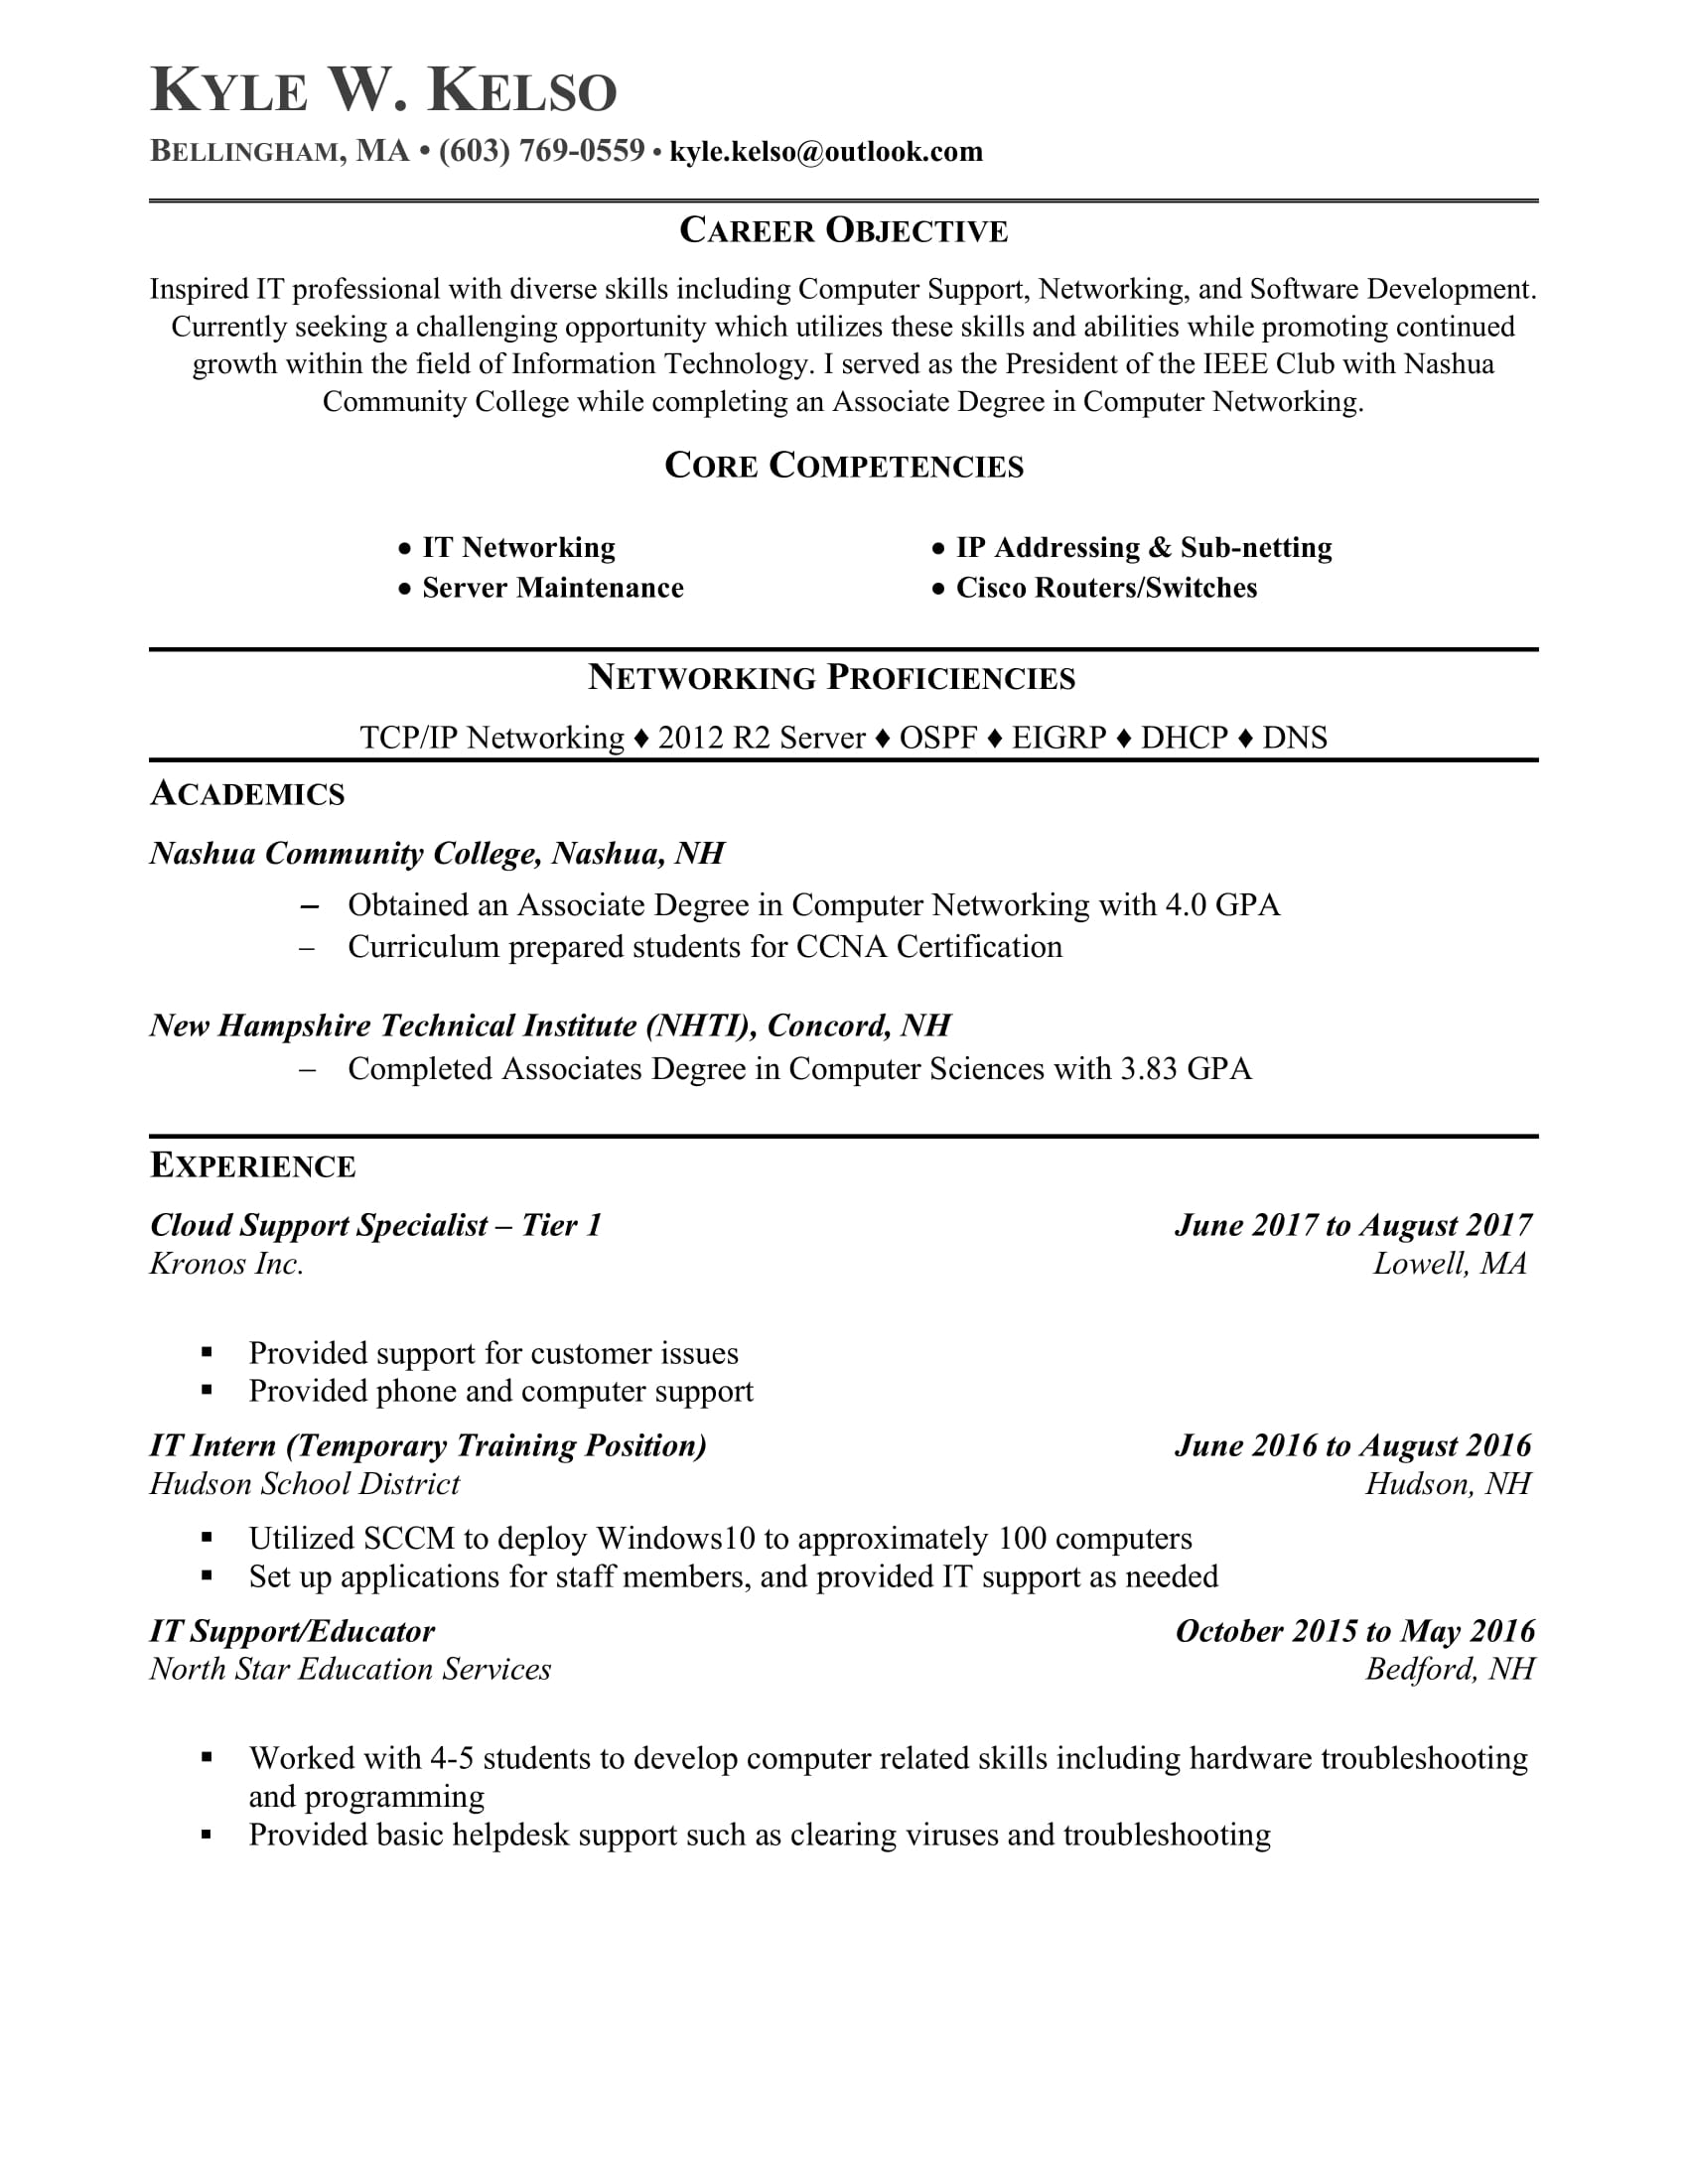 KYLE W. KELSO
BELLINGHAM, MA • (603) 769-0559 • kyle.kelso@outlook.com
CAREER OBJECTIVE
Inspired IT professional with diverse skills including Computer Support, Networking, and Software Development.
Currently seeking a challenging opportunity which utilizes these skills and abilities while promoting continued
growth within the field of Information Technology. I served as the President of the IEEE Club with Nashua
Community College while completing an Associate Degree in Computer Networking.
CORE COMPETENCIES
• IT Networking • IP Addressing & Sub-netting
• Server Maintenance • Cisco Routers/Switches
NETWORKING PROFICIENCIES
TCP/IP Networking ♦ 2012 R2 Server ♦ OSPF ♦ EIGRP ♦ DHCP ♦ DNS
ACADEMICS
Nashua Community College, Nashua, NH
– Obtained an Associate Degree in Computer Networking with 4.0 GPA
– Curriculum prepared students for CCNA Certification
New Hampshire Technical Institute (NHTI), Concord, NH
– Completed Associates Degree in Computer Sciences with 3.83 GPA
EXPERIENCE
Cloud Support Specialist – Tier 1 June 2017 to August 2017
Kronos Inc. Lowell, MA
▪ Provided support for customer issues
▪ Provided phone and computer support
IT Intern (Temporary Training Position) June 2016 to August 2016
Hudson School District Hudson, NH
▪ Utilized SCCM to deploy Windows10 to approximately 100 computers
▪ Set up applications for staff members, and provided IT support as needed
IT Support/Educator October 2015 to May 2016
North Star Education Services Bedford, NH
▪ Worked with 4-5 students to develop computer related skills including hardware troubleshooting
and programming
▪ Provided basic helpdesk support such as clearing viruses and troubleshooting